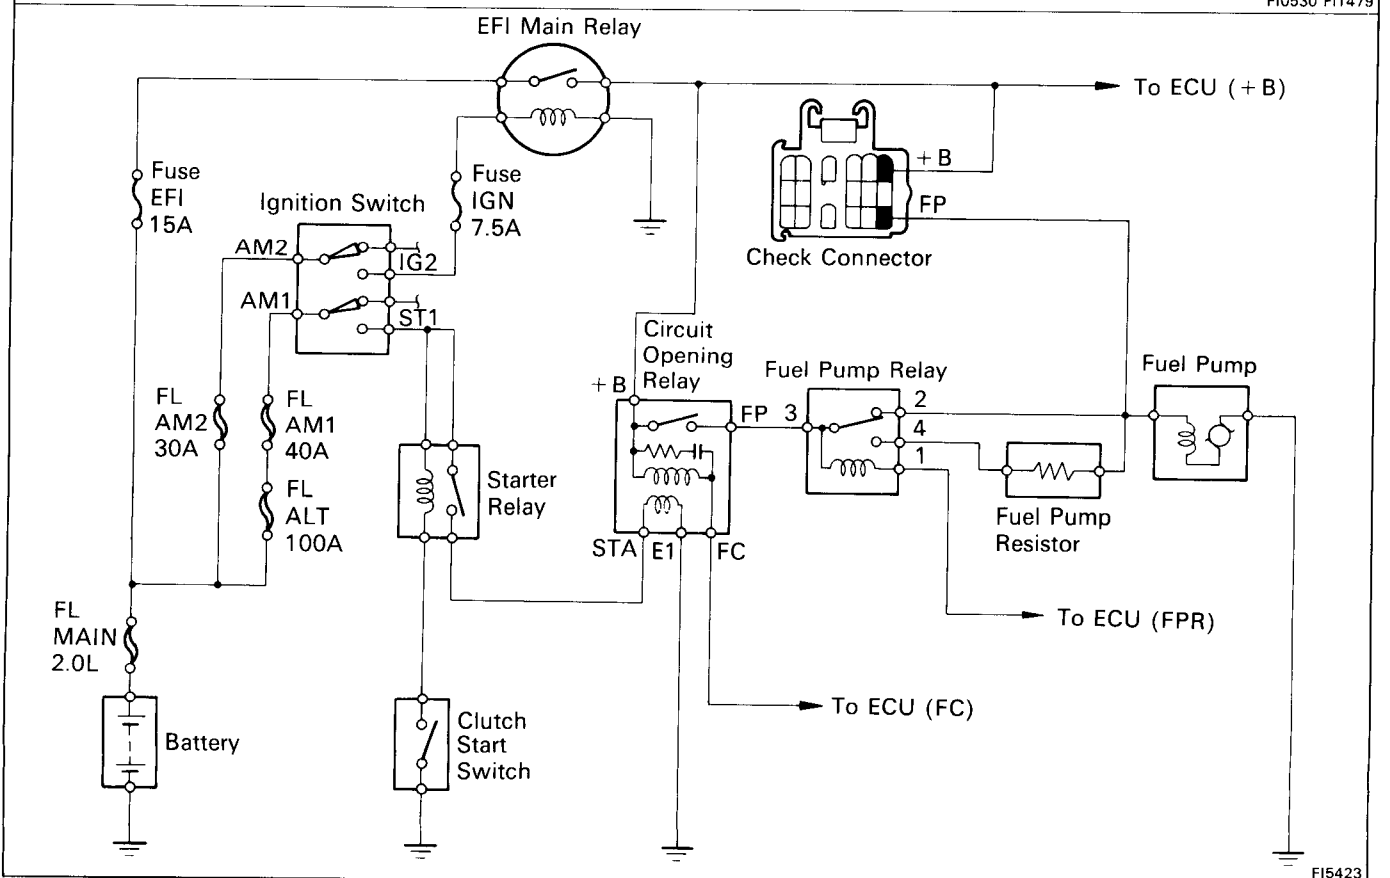 FI0530 FI1479
EFI Main Relay
To ECU (+B)
+B
Fuse
EFI
15A
Fuse
IGN
7.5A
Ignition Switch
FP
AM2
IG2
Check Connector
AM1
ST1
Circuit
Opening
Relay
Fuel Pump Relay
Fuel Pump
+B
FL
AM2
30A
FL
AM1
40A
FP
3
2
4
1
FL
ALT
100A
Starter
Relay
Fuel Pump
Resistor
STA
E1
FC
FL
MAIN
2.0L
To ECU (FPR)
To ECU (FC)
Battery
Clutch
Start
Switch
FI5423